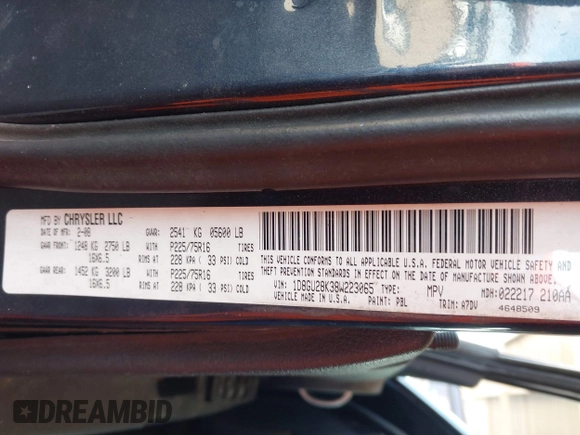 MFD BY CHRYSLER LLC
DATE OF MFR. 2-08 GVWR: 2541 KG 05600 LB
GAWR FRONT: 1248 KG 2750 LB WITH P225/75R16 TIRES
16X6.5 RIMS AT 228 KPA ( 33 PSI) COLD
GAWR REAR: 1452 KG 3200 LB WITH P225/75R16 TIRES
16X6.5 RIMS AT 228 KPA ( 33 PSI) COLD
THIS VEHICLE CONFORMS TO ALL APPLICABLE U.S.A. FEDERAL MOTOR VEHICLE SAFETY AND
THEFT PREVENTION STANDARDS IN EFFECT ON THE DATE OF MANUFACTURE SHOWN ABOVE.
VIN: 1D8GU28K38W223065 TYPE: MPV MDH: 022217 210AA
PAINT: PBL TRIM: A7DV 4648509
DREAMBID